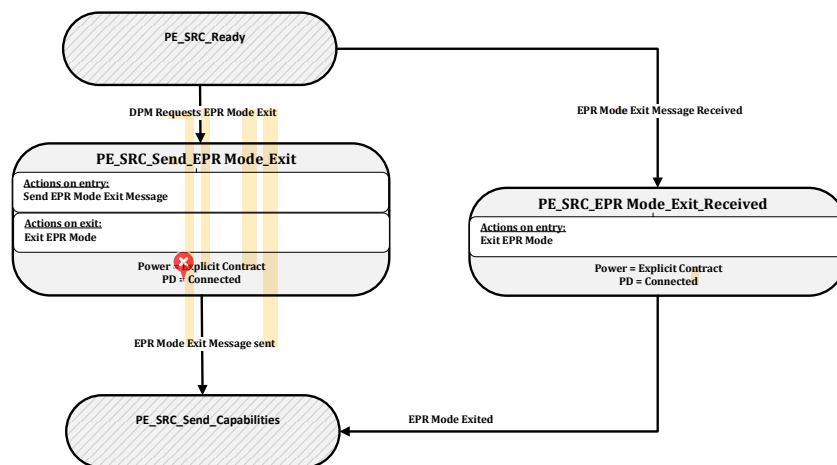 PE_SRC_Ready
DPM Requests EPR Mode Exit
EPR Mode Exit Message Received
PE_SRC_Send_EPR Mode_Exit
Actions on entry:
Send EPR Mode Exit Message
Actions on exit:
Exit EPR Mode
Power = Explicit Contract
PD = Connected
PE_SRC_EPR Mode_Exit_Received
Actions on entry:
Exit EPR Mode
Power = Explicit Contract
PD = Connected
EPR Mode Exit Message sent
PE_SRC_Send_Capabilities
EPR Mode Exited